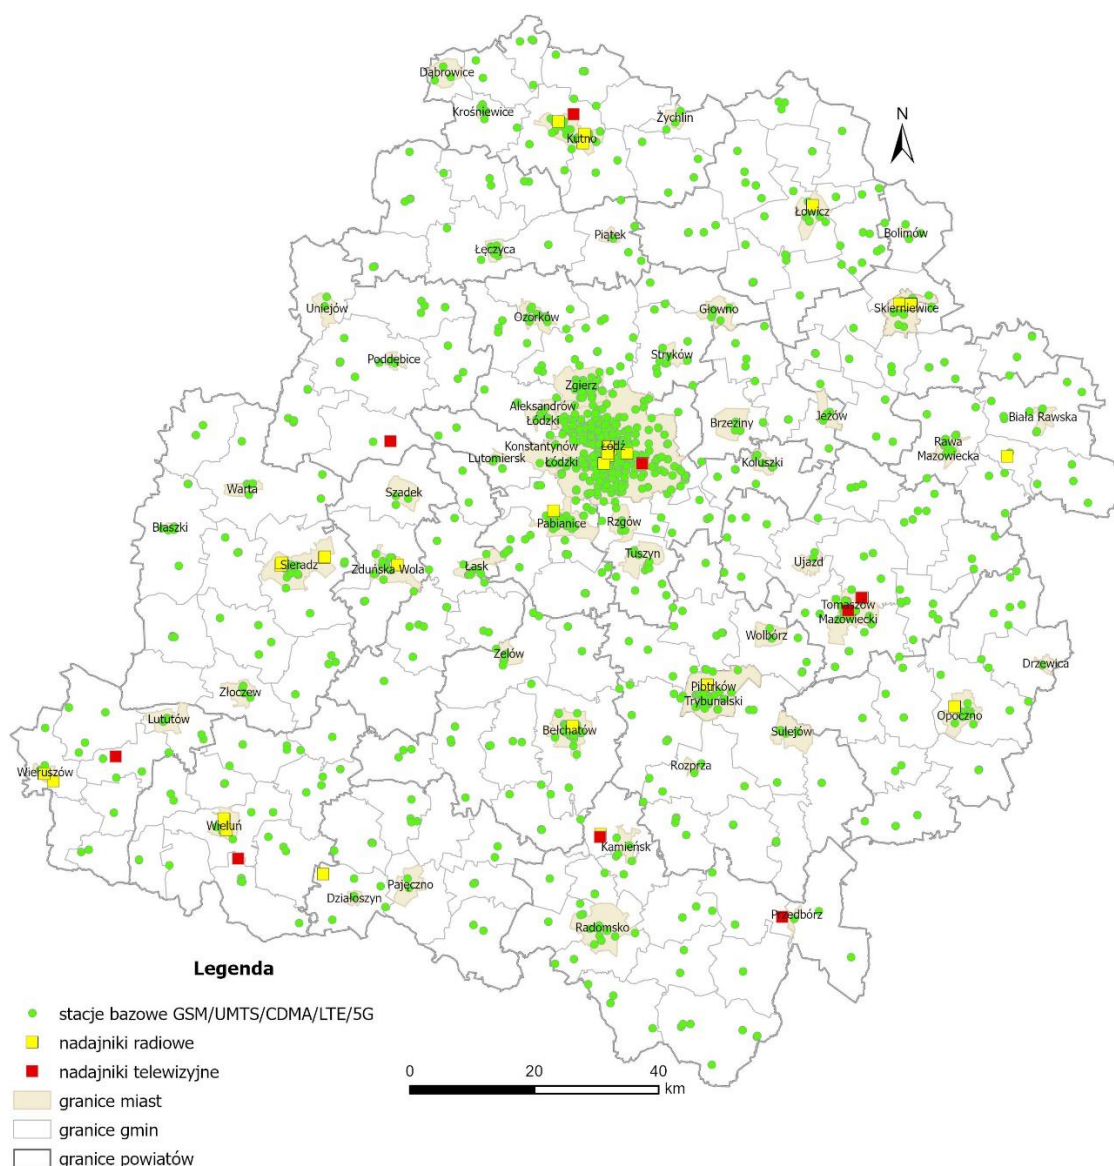 Dąbrowice
Krośniewice
Żychlin
N
Kutno
Łowicz
Bolimów
Piątek
Łęczyca
Uniejów
Ozorków
Głowno
Skierniewice
Stryków
Poddębice
Zgierz
Aleksandrów
Łódzki
Brzeziny
Jeżów
Biała Rawska
Rawa
Mazowiecka
Konstantynów
Łódzki
Łódź
Lutomiersk
Koluszki
Warta
Szadek
Błaszki
Pabianice
Rzgów
Sieradz
Zduńska Wola
Łask
Tuszyn
Ujazd
Tomaszów
Mazowiecki
Wolbórz
Zelów
Drzewica
Złoczew
Piotrków
Trybunalski
Lututów
Opoczno
Bełchatów
Sulejów
Wieruszów
Rozprza
Wieluń
Kamieńsk
Pajęczno
Działoszyn
Radomsko
Przedbórz
Legenda
stacje bazowe GSM/UMTS/CDMA/LTE/5G
nadajniki radiowe
nadajniki telewizyjne
granice miast
granice gmin
granice powiatów
0 20 40
km